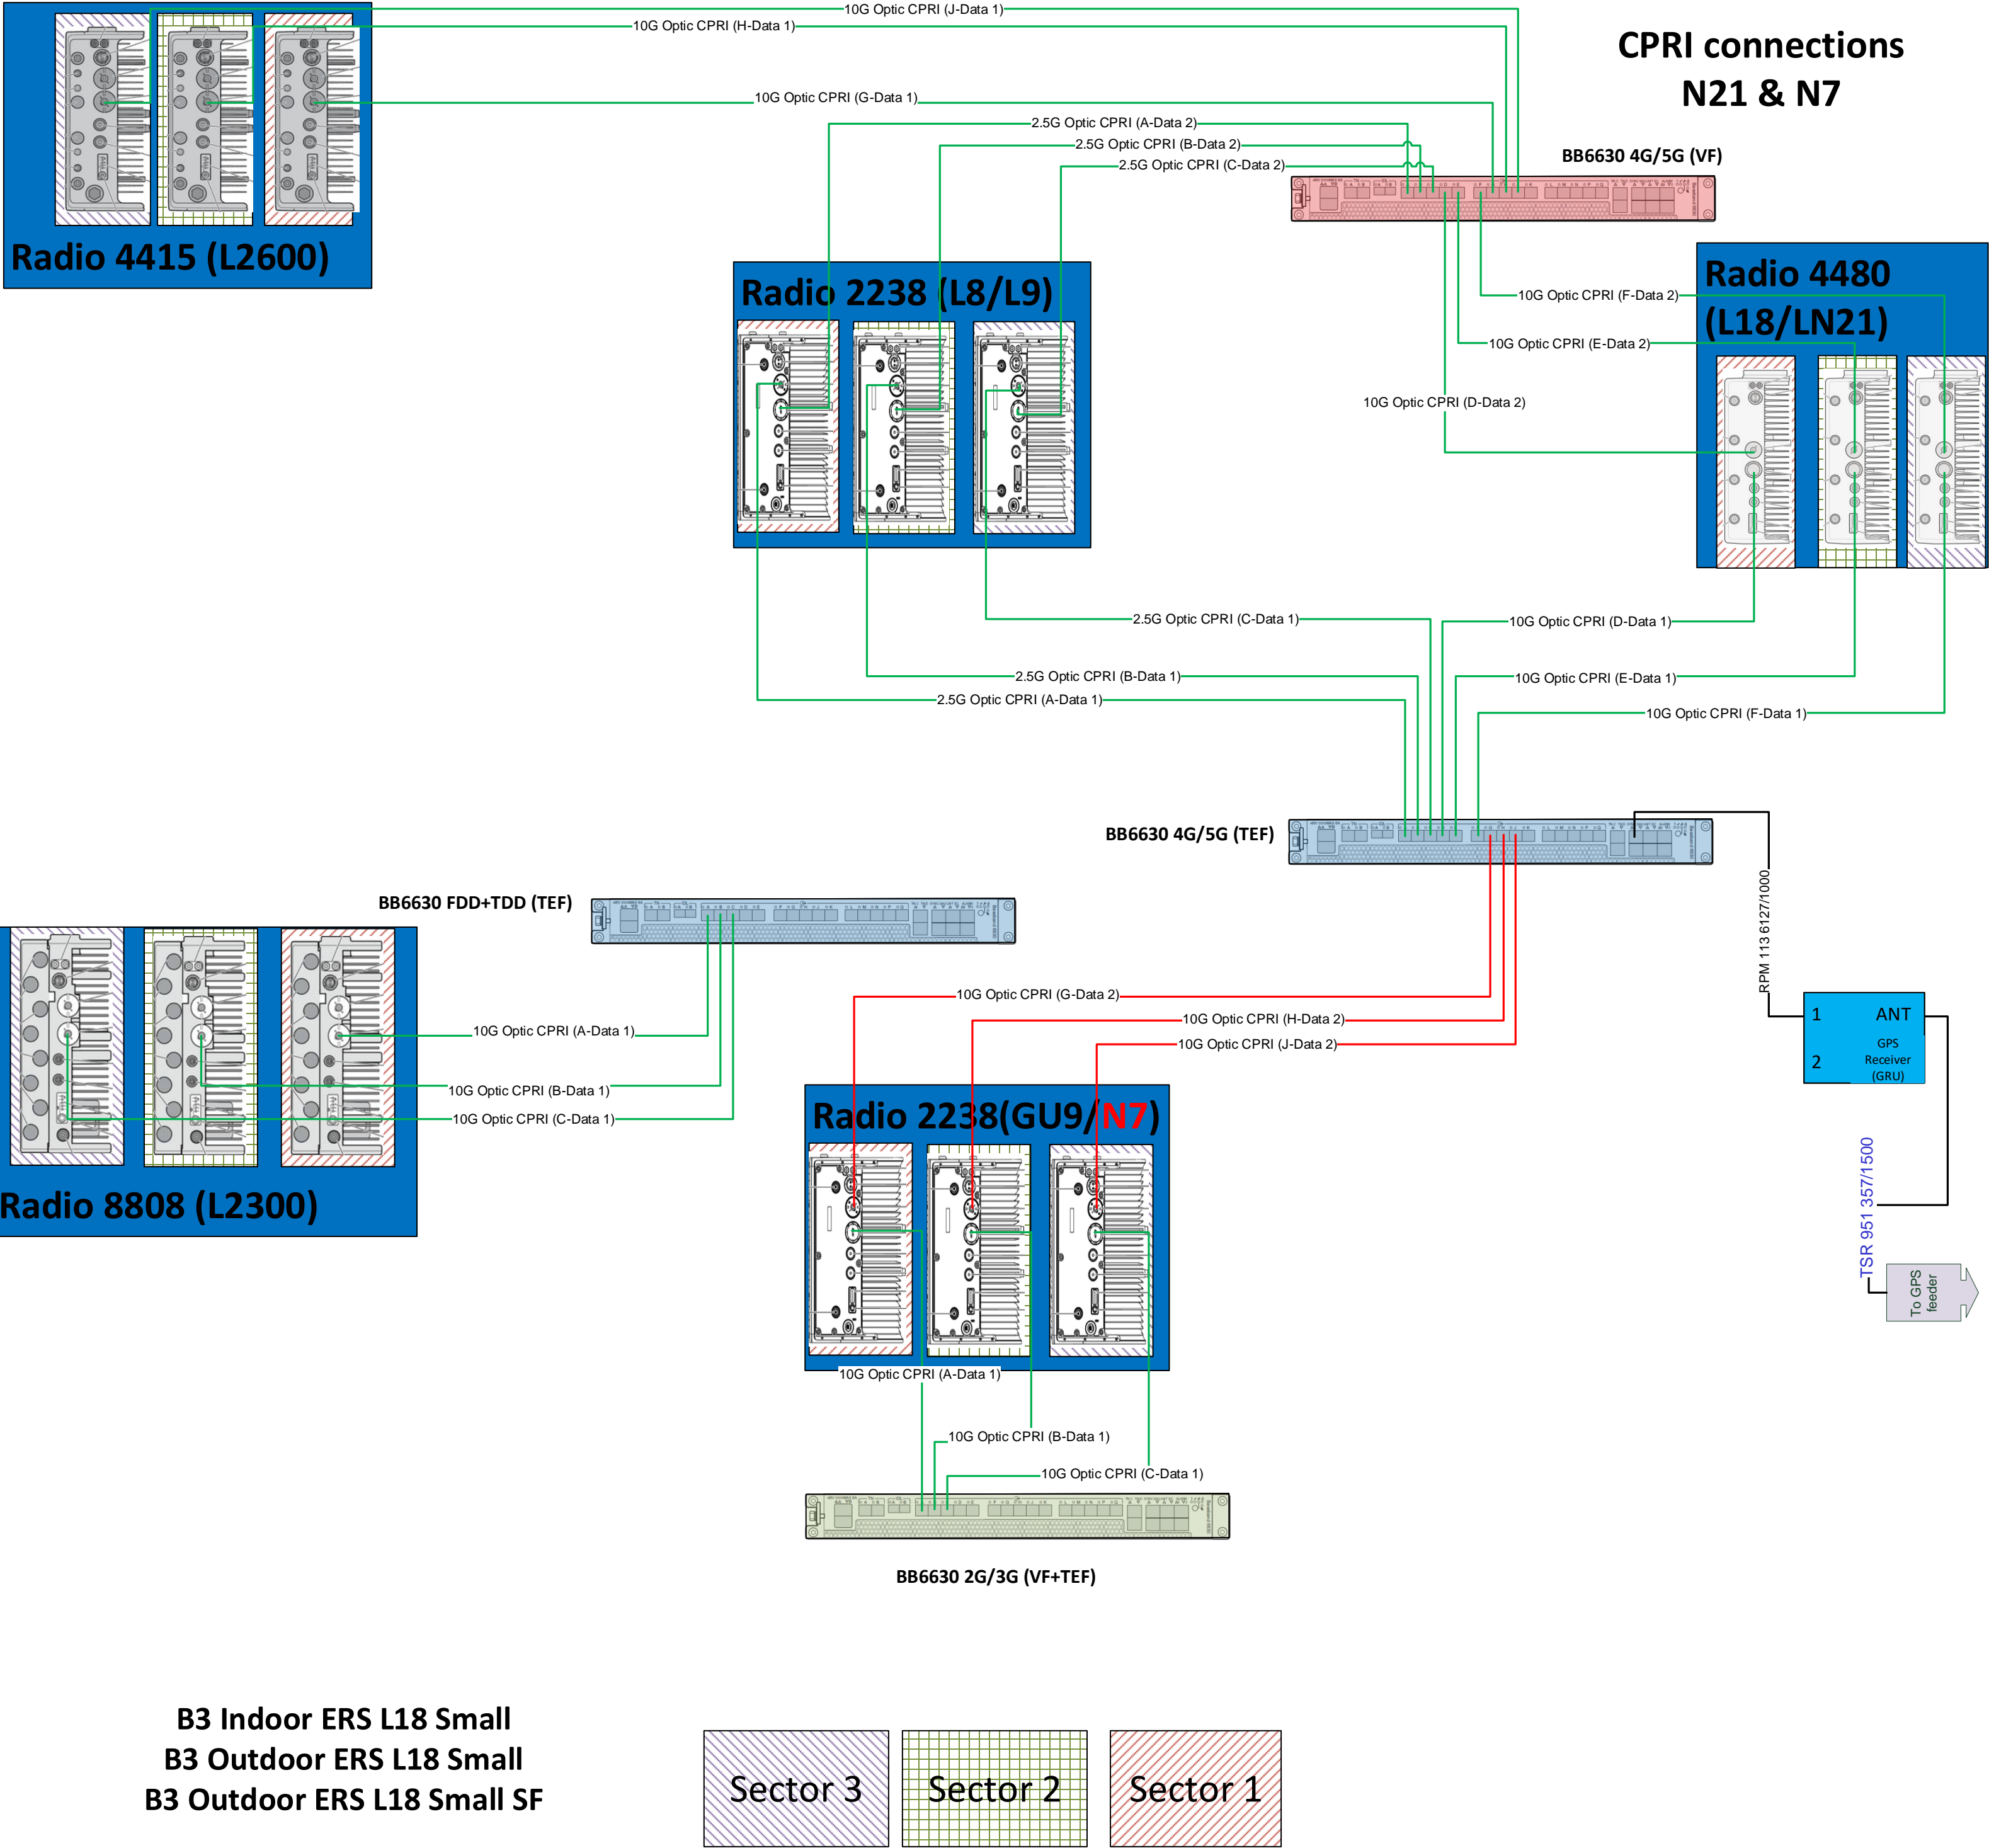 10G Optic CPRI (J-Data 1)
10G Optic CPRI (H-Data 1)
CPRI connections
N21 & N7
10G Optic CPRI (G-Data 1)
2.5G Optic CPRI (A-Data 2)
2.5G Optic CPRI (B-Data 2)
2.5G Optic CPRI (C-Data 2)
BB6630 4G/5G (VF)
Radio 4415 (L2600)
Radio 2238 (L8/L9)
Radio 4480
(L18/LN21)
10G Optic CPRI (F-Data 2)
10G Optic CPRI (E-Data 2)
10G Optic CPRI (D-Data 2)
2.5G Optic CPRI (C-Data 1)
10G Optic CPRI (D-Data 1)
2.5G Optic CPRI (B-Data 1)
10G Optic CPRI (E-Data 1)
2.5G Optic CPRI (A-Data 1)
10G Optic CPRI (F-Data 1)
BB6630 4G/5G (TEF)
BB6630 FDD+TDD (TEF)
RPM 113 6127/1000
10G Optic CPRI (G-Data 2)
10G Optic CPRI (H-Data 2)
10G Optic CPRI (J-Data 2)
1 ANT
2
GPS
Receiver
(GRU)
10G Optic CPRI (A-Data 1)
10G Optic CPRI (B-Data 1)
10G Optic CPRI (C-Data 1)
Radio 2238(GU9/N7)
Radio 8808 (L2300)
TSR 951 357/1500
To GPS
feeder
10G Optic CPRI (A-Data 1)
10G Optic CPRI (B-Data 1)
10G Optic CPRI (C-Data 1)
BB6630 2G/3G (VF+TEF)
B3 Indoor ERS L18 Small
B3 Outdoor ERS L18 Small
B3 Outdoor ERS L18 Small SF
Sector 3
Sector 2
Sector 1